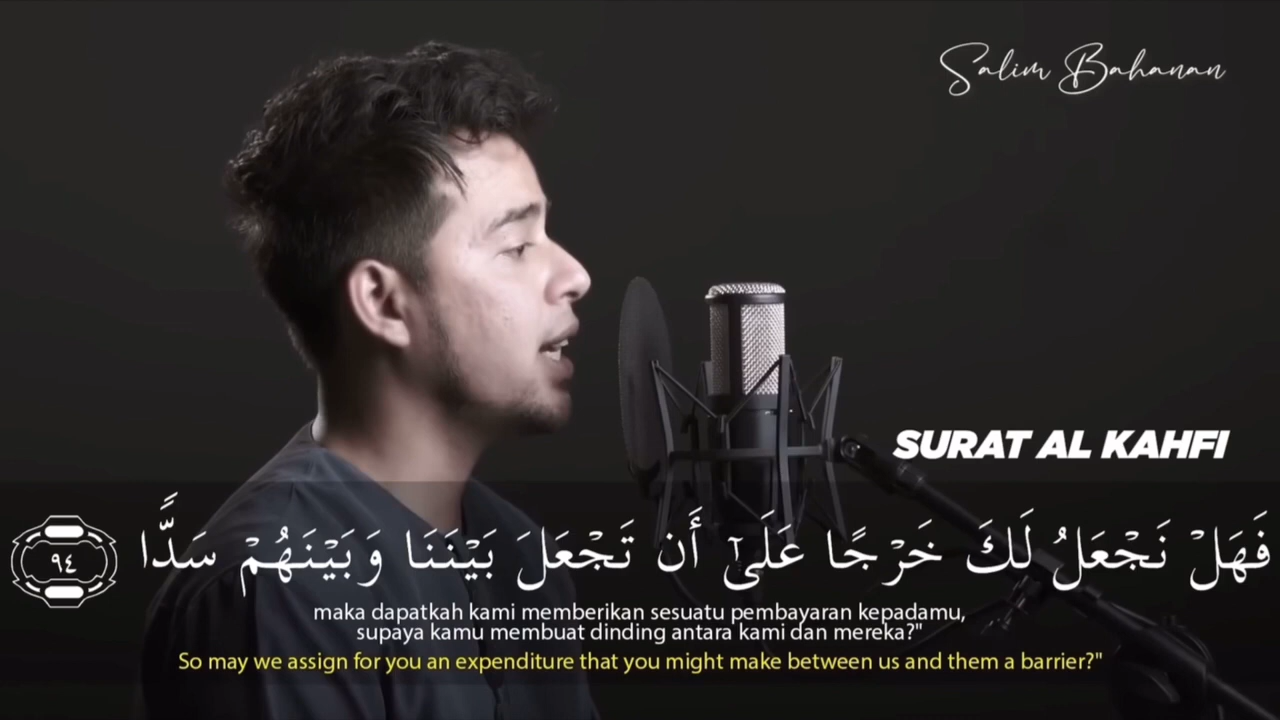 Salim Bahanan
SURAT AL KAHFI
فَهَلْ نَجْعَلُ لَكَ خَرْجًا عَلَىٰٓ أَن تَجْعَلَ بَيْنَنَا وَبَيْنَهُمْ سَدًّا ٩٤
maka dapatkah kami memberikan sesuatu pembayaran kepadamu,
supaya kamu membuat dinding antara kami dan mereka?"
So may we assign for you an expenditure that you might make between us and them a barrier?"